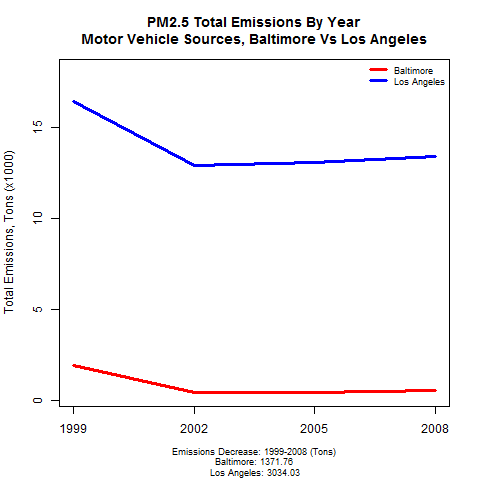 PM2.5 Total Emissions By Year
Motor Vehicle Sources, Baltimore Vs Los Angeles
Baltimore
Los Angeles
Total Emissions, Tons (x1000)
15
10
5
0
1999 2002 2005 2008
Emissions Decrease: 1999-2008 (Tons)
Baltimore: 1371.76
Los Angeles: 3034.03